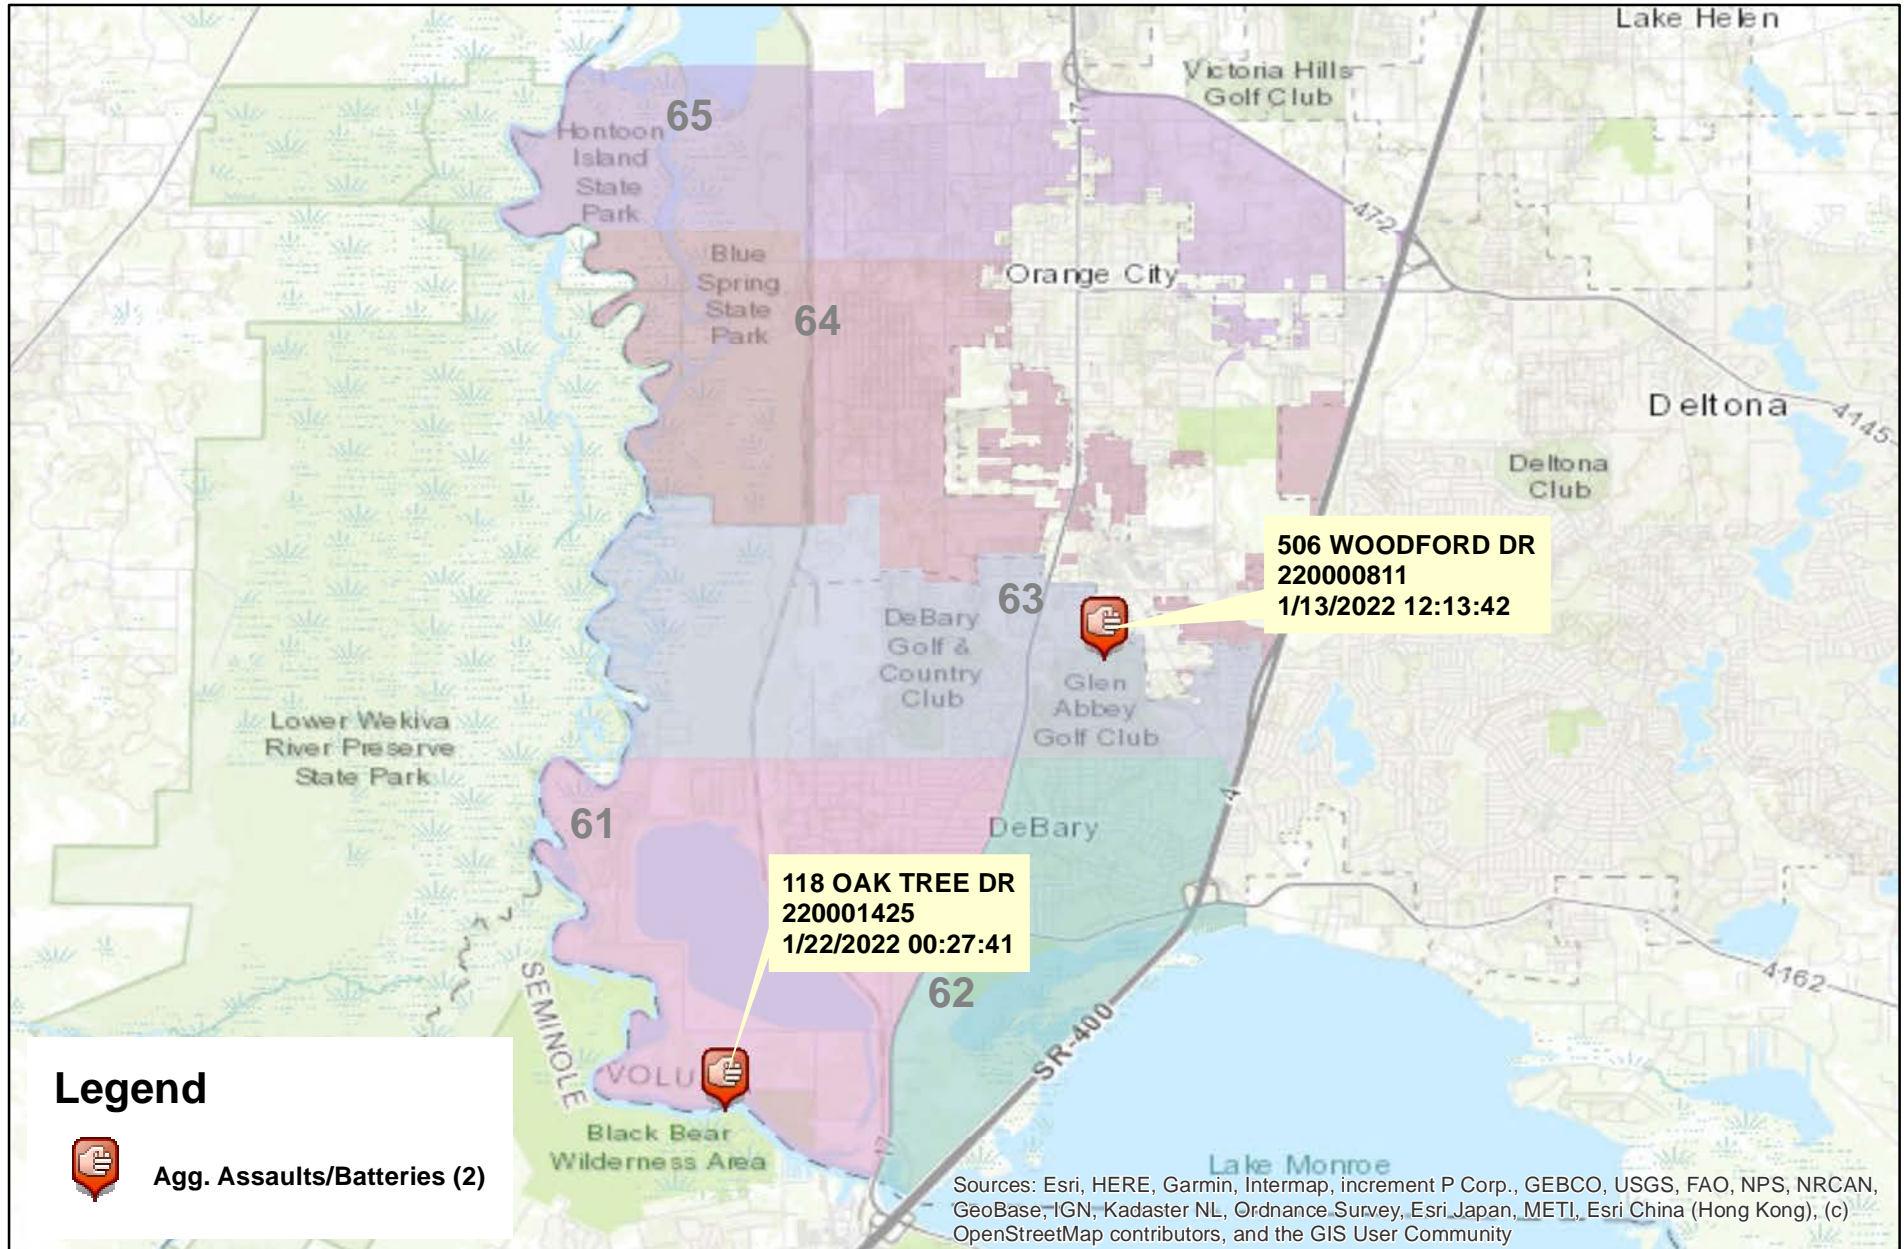 Lake Helen
Victoria Hills
Golf Club
65
17
Hontoon
Island
State
Park
472
Blue
Spring
State
Park
64
Orange City
Deltona
4145
Deltona
Club
506 WOODFORD DR
220000811
1/13/2022 12:13:42
63
DeBary
Golf &
Country
Club
Glen
Abbey
Golf Club
Lower Wekiva
River Preserve
State Park
4
61
DeBary
118 OAK TREE DR
220001425
1/22/2022 00:27:41
62
4162
SEMINOLE
SR-400
VOLU
Legend
Agg. Assaults/Batteries (2)
Black Bear
Wilderness Area
17
Lake Monroe
Sources: Esri, HERE, Garmin, Intermap, increment P Corp., GEBCO, USGS, FAO, NPS, NRCAN,
GeoBase, IGN, Kadaster NL, Ordnance Survey, Esri Japan, METI, Esri China (Hong Kong), (c)
OpenStreetMap contributors, and the GIS User Community